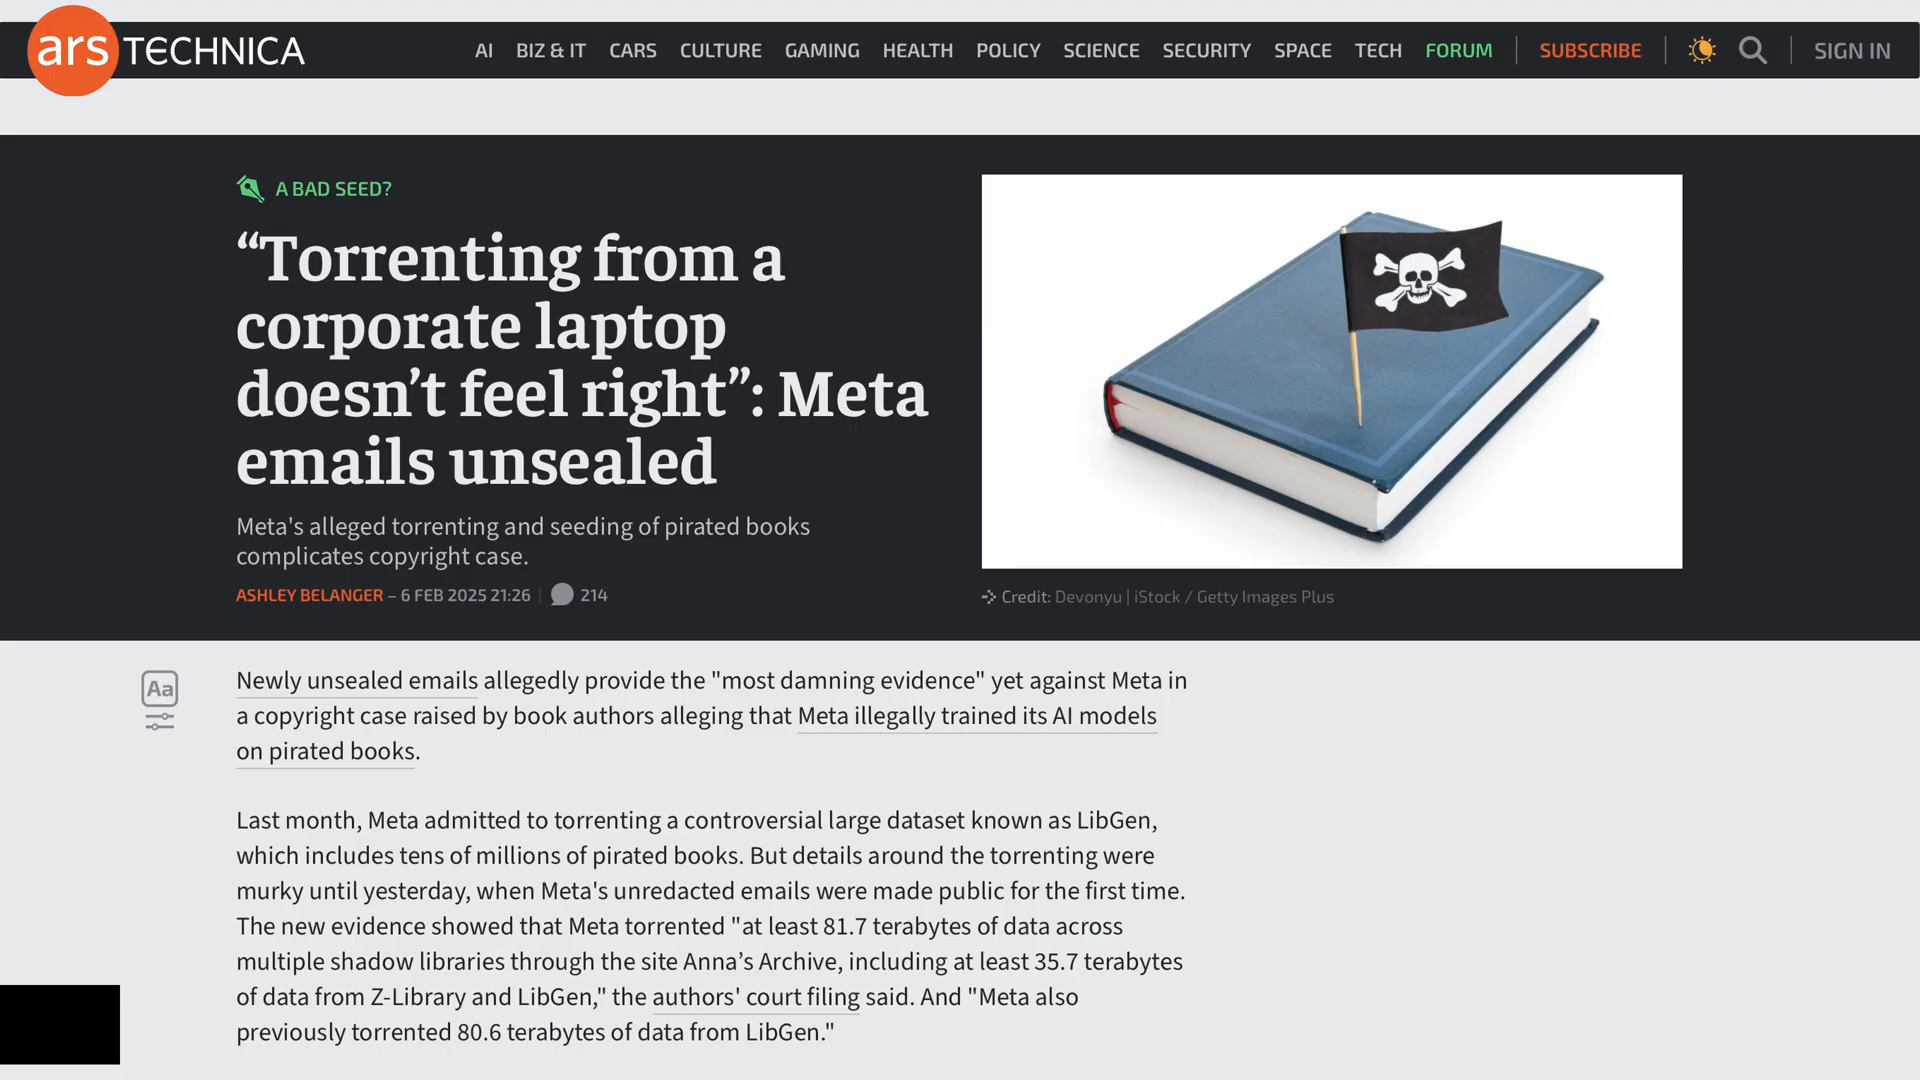 ars TECHNICA
AI BIZ & IT CARS CULTURE GAMING HEALTH POLICY SCIENCE SECURITY SPACE TECH FORUM SUBSCRIBE SIGN IN
A BAD SEED?
“Torrenting from a
corporate laptop
doesn’t feel right”: Meta
emails unsealed
Meta's alleged torrenting and seeding of pirated books
complicates copyright case.
ASHLEY BELANGER – 6 FEB 2025 21:26 214
Credit: Devonyu | iStock / Getty Images Plus
Aa
Newly unsealed emails allegedly provide the "most damning evidence" yet against Meta in
a copyright case raised by book authors alleging that Meta illegally trained its AI models
on pirated books.
Last month, Meta admitted to torrenting a controversial large dataset known as LibGen,
which includes tens of millions of pirated books. But details around the torrenting were
murky until yesterday, when Meta's unredacted emails were made public for the first time.
The new evidence showed that Meta torrented "at least 81.7 terabytes of data across
multiple shadow libraries through the site Anna’s Archive, including at least 35.7 terabytes
of data from Z-Library and LibGen," the authors' court filing said. And "Meta also
previously torrented 80.6 terabytes of data from LibGen."